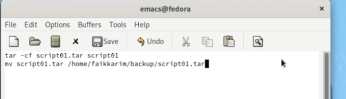 emacs@fedora
File Edit Options Buffers Tools Help
Save Undo
tar -cf script01.tar script01
mv script01.tar /home/faikkarim/backup/script01.tar